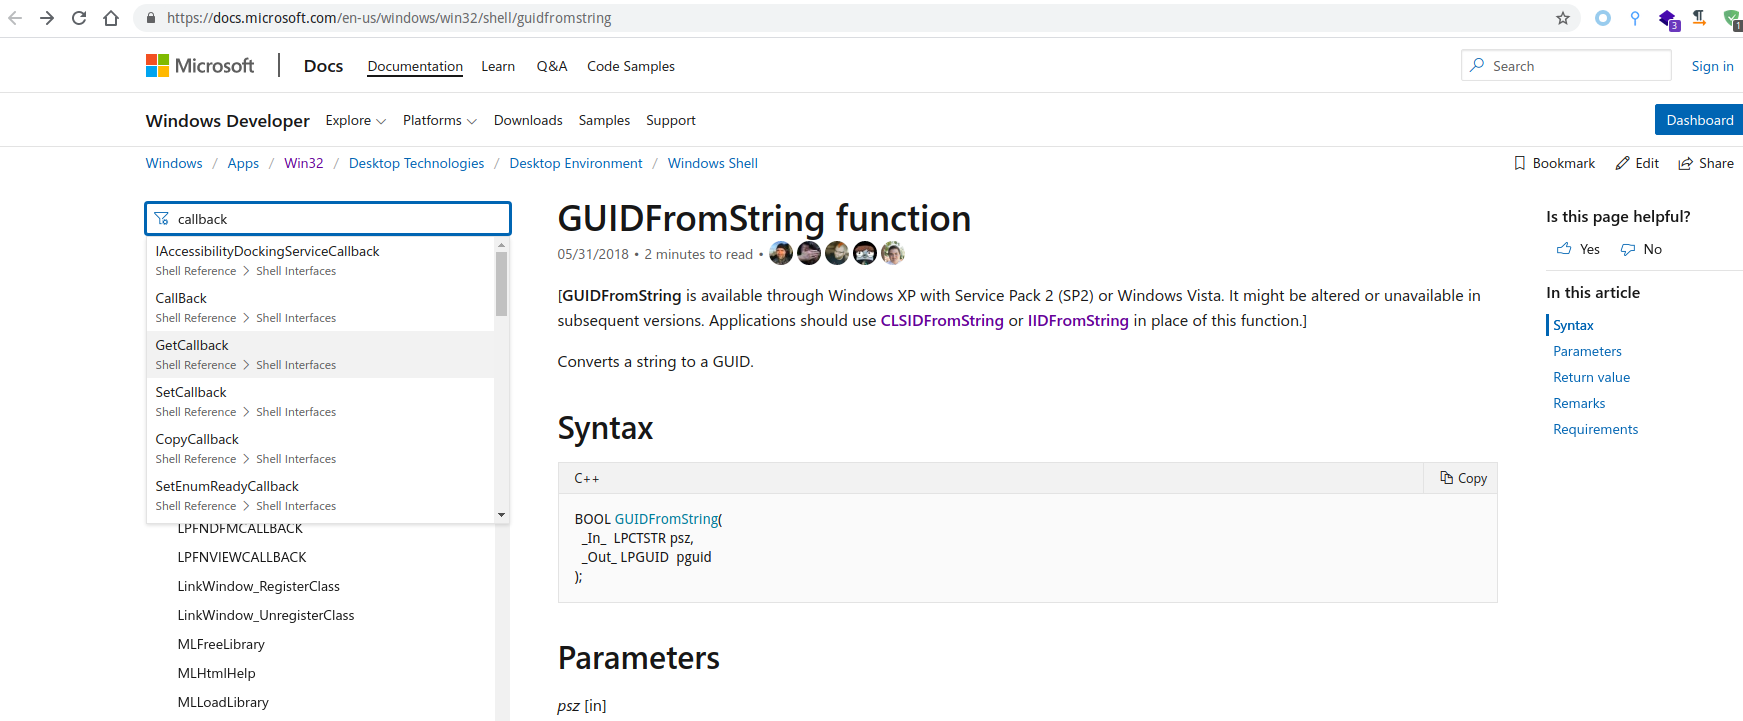 https://docs.microsoft.com/en-us/windows/win32/shell/guidfromstring
3
1
Microsoft
Docs
Documentation
Learn
Q&A
Code Samples
Search
Sign in
Windows Developer
Explore
Platforms
Downloads
Samples
Support
Dashboard
Windows / Apps / Win32 / Desktop Technologies / Desktop Environment / Windows Shell
Bookmark
Edit
Share
callback
IAccessibilityDockingServiceCallback
Shell Reference > Shell Interfaces
CallBack
Shell Reference > Shell Interfaces
GetCallback
Shell Reference > Shell Interfaces
SetCallback
Shell Reference > Shell Interfaces
CopyCallback
Shell Reference > Shell Interfaces
SetEnumReadyCallback
Shell Reference > Shell Interfaces
LPFNDFMCALLBACK
LPFNVIEWCALLBACK
LinkWindow_RegisterClass
LinkWindow_UnregisterClass
MLFreeLibrary
MLHtmlHelp
MLLoadLibrary
GUIDFromString function
05/31/2018 • 2 minutes to read •
[GUIDFromString is available through Windows XP with Service Pack 2 (SP2) or Windows Vista. It might be altered or unavailable in
subsequent versions. Applications should use CLSIDFromString or IIDFromString in place of this function.]
Converts a string to a GUID.
Syntax
C++
Copy
BOOL GUIDFromString(
_In_ LPCTSTR psz,
_Out_ LPGUID pguid
);
Parameters
psz [in]
Is this page helpful?
Yes
No
In this article
Syntax
Parameters
Return value
Remarks
Requirements